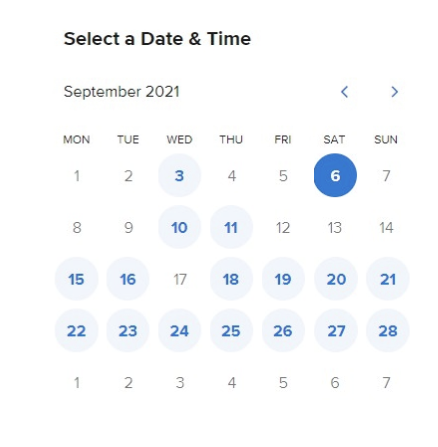 Select a Date & Time
September 2021
MON TUE WED THU FRI SAT SUN
1 2 3 4 5 6 7
8 9 10 11 12 13 14
15 16 17 18 19 20 21
22 23 24 25 26 27 28
1 2 3 4 5 6 7